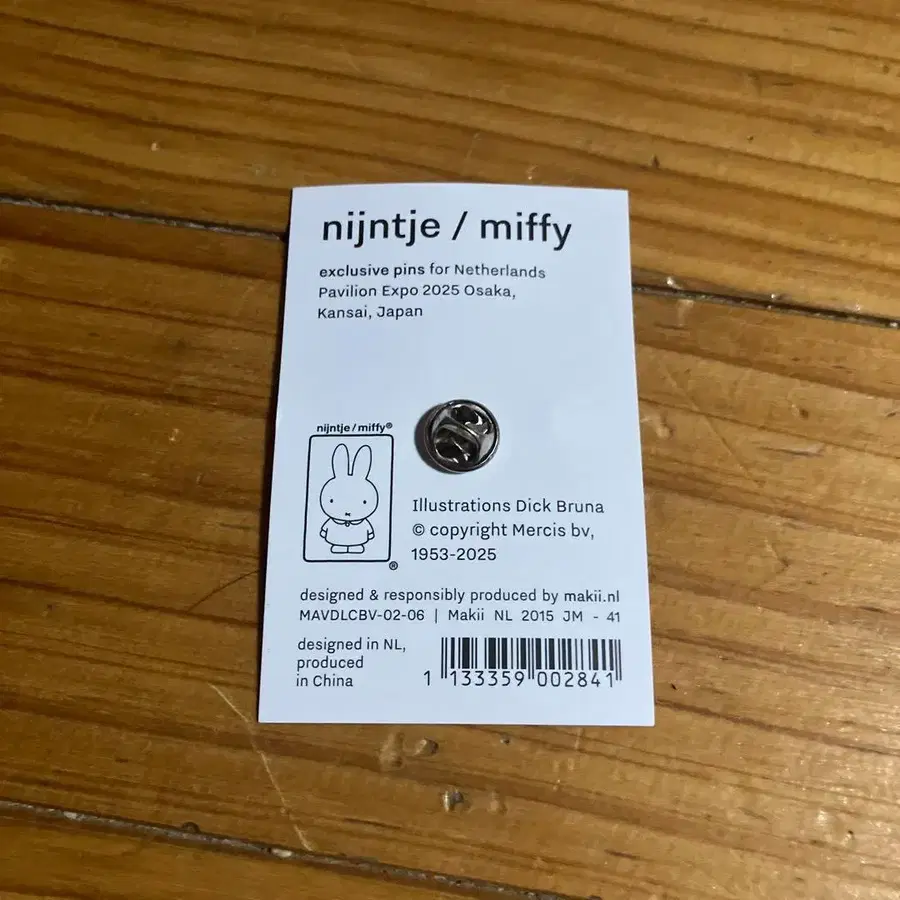 nijntje / miffy
exclusive pins for Netherlands
Pavilion Expo 2025 Osaka,
Kansai, Japan
nijntje / miffy®
®
Illustrations Dick Bruna
© copyright Mercis bv,
1953-2025
designed & responsibly produced by makii.nl
MAVDLCBV-02-06 | Makii NL 2015 JM - 41
designed in NL,
produced
in China
1 133359 002841